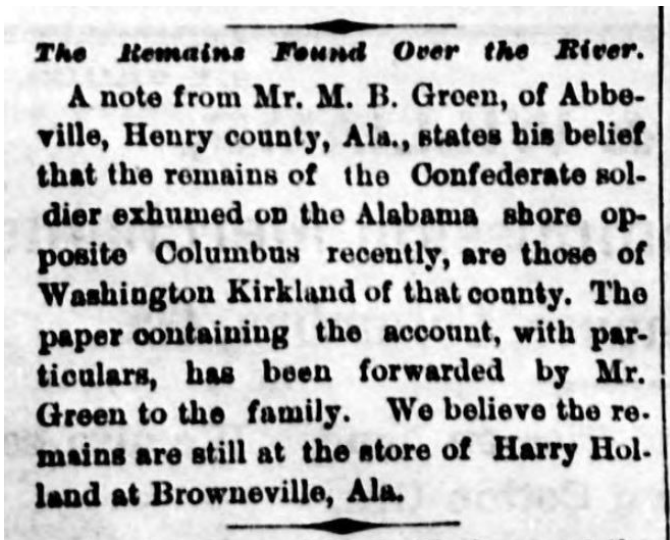 The Remains Found Over the River.
A note from Mr. M. B. Green, of Abbe-
ville, Henry county, Ala., states his belief
that the remains of the Confederate sol-
dier exhumed on the Alabama shore op-
posite Columbus recently, are those of
Washington Kirkland of that county. The
paper containing the account, with par-
ticulars, has been forwarded by Mr.
Green to the family. We believe the re-
mains are still at the store of Harry Hol-
land at Browneville, Ala.